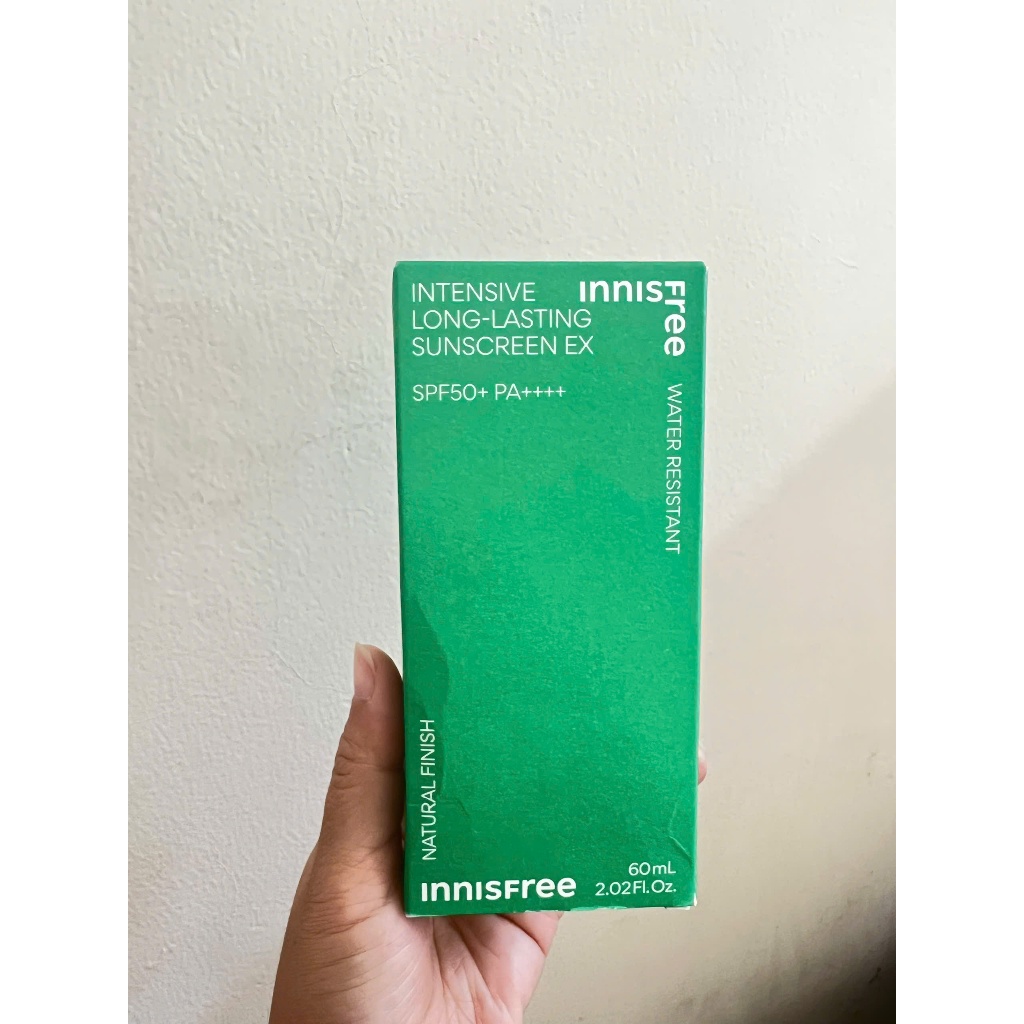 INTENSIVE
LONG-LASTING
SUNSCREEN EX
SPF50+ PA++++
innisfree
WATER RESISTANT
NATURAL FINISH
innisfree
60mL
2.02Fl.Oz.